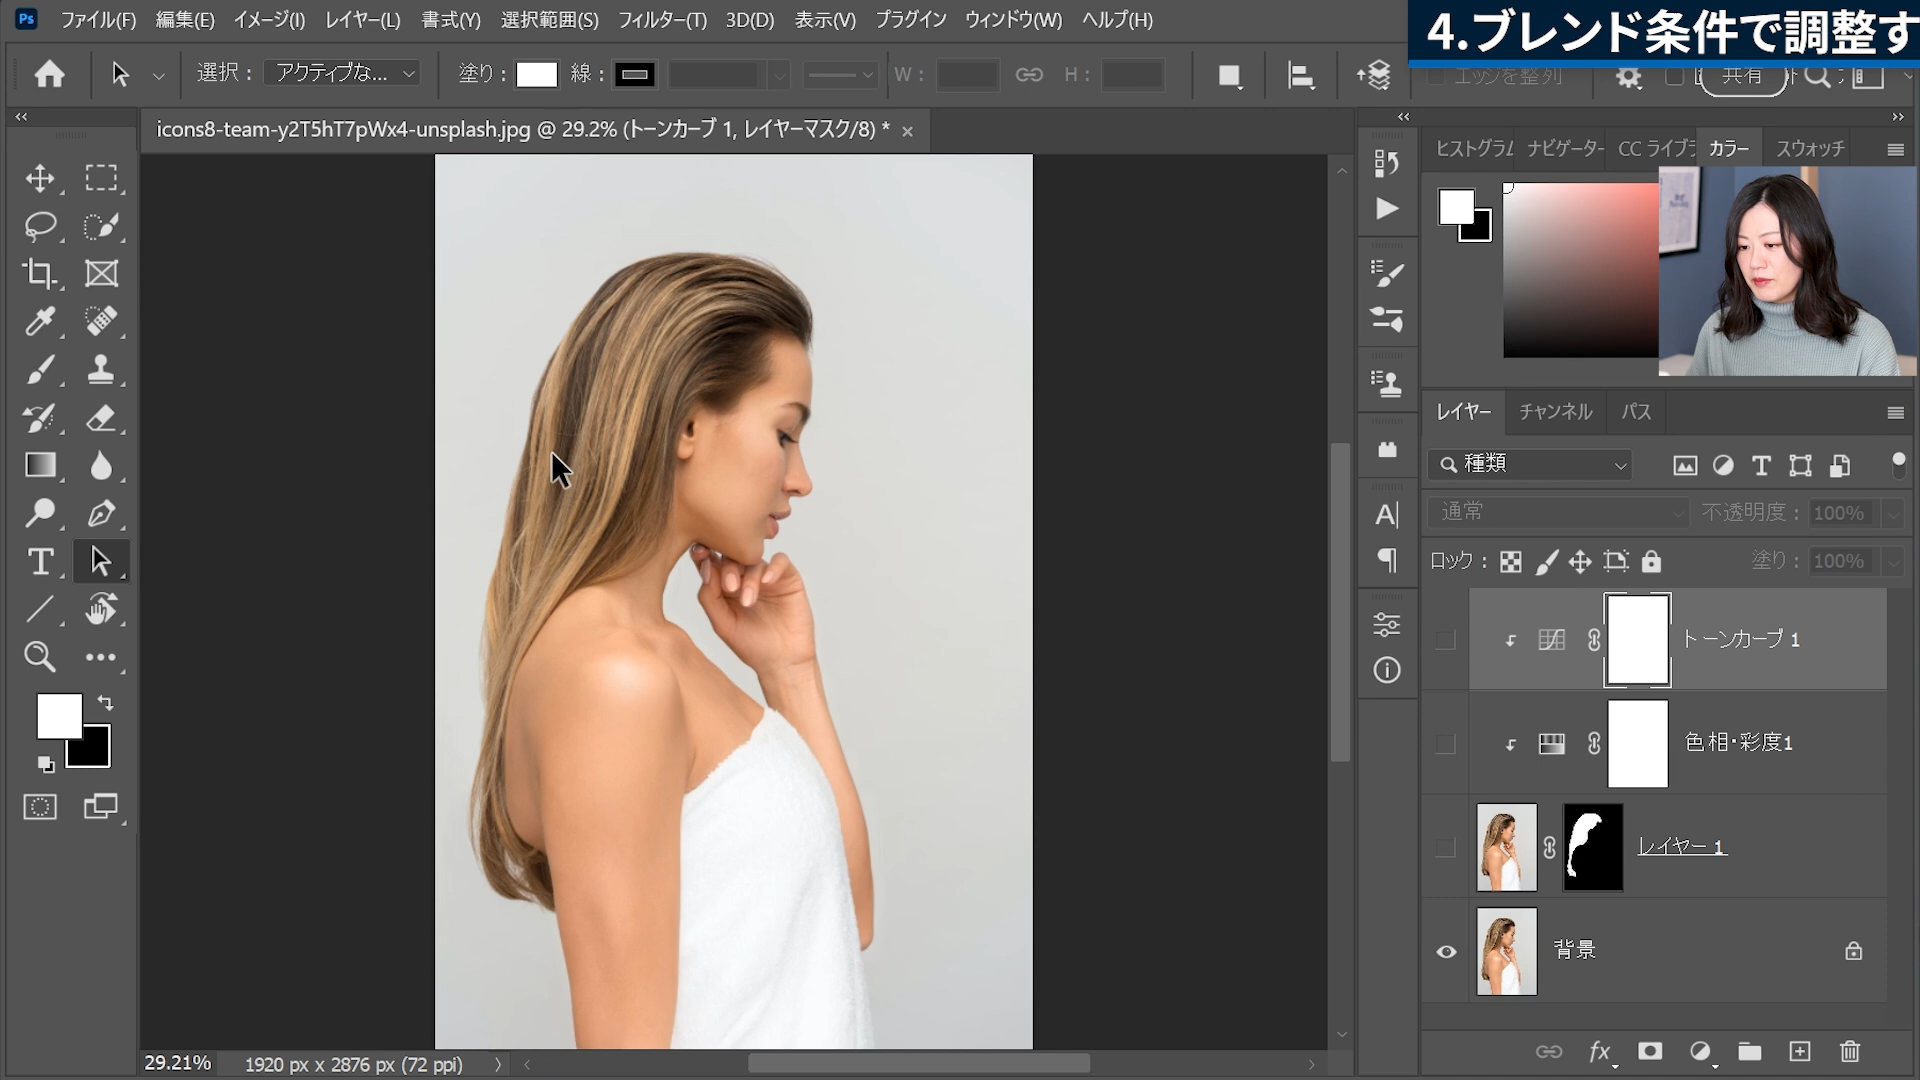 Ps ファイル(F) 編集(E) イメージ(I) レイヤー(L) 書式(Y) 選択範囲(S) フィルター(T) 3D(D) 表示(V) プラグイン ウィンドウ(W) ヘルプ(H)
4.ブレンド条件で調整す
選択： アクティブな... 塗り： 線： W： H： エッジを整列 共有
icons8-team-y2T5hT7pWx4-unsplash.jpg @ 29.2% (トーンカーブ 1, レイヤーマスク/8) *
ヒストグラム ナビゲーター CC ライブラ カラー スウォッチ
レイヤー チャンネル パス
種類
通常 不透明度： 100%
ロック： 塗り： 100%
トーンカーブ 1
色相・彩度1
レイヤー 1
背景
fx
29.21% 1920 px x 2876 px (72 ppi)